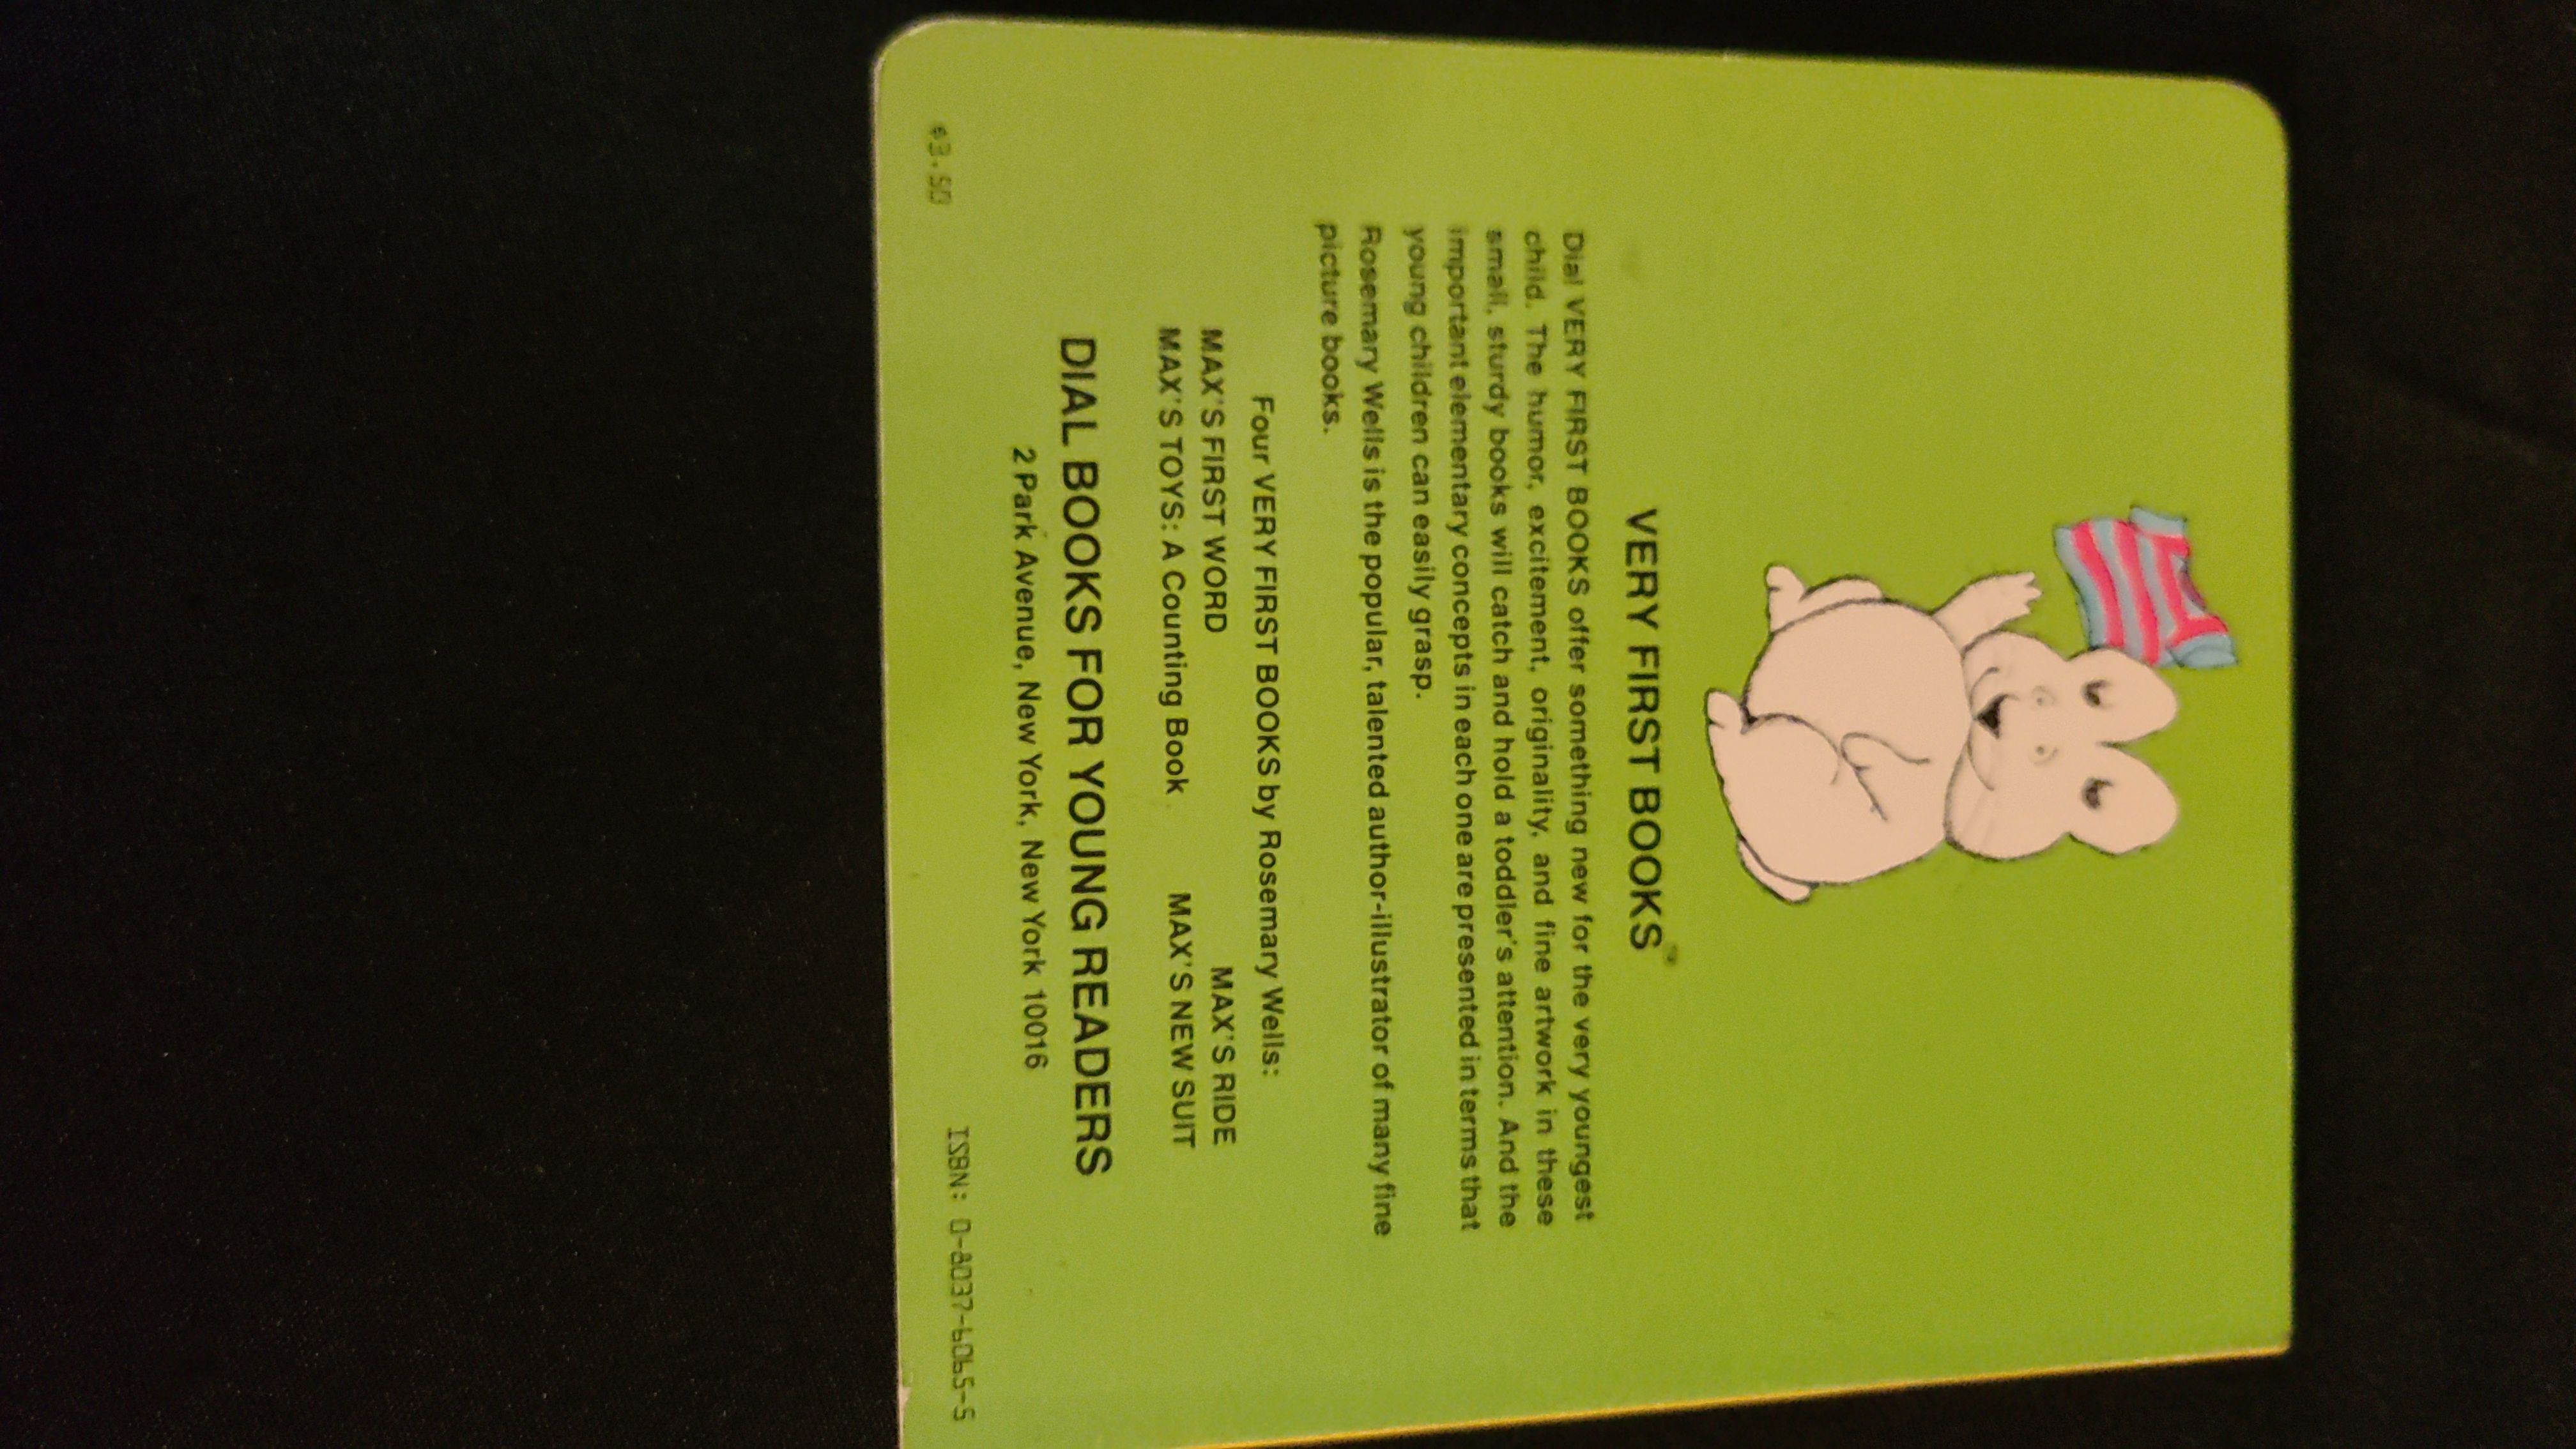 VERY FIRST BOOKS
Dial VERY FIRST BOOKS offer something new for the very youngest
child. The humor, excitement, originality, and fine artwork in these
small, sturdy books will catch and hold a toddler's attention. And the
important elementary concepts in each one are presented in terms that
young children can easily grasp.
Rosemary Wells is the popular, talented author-illustrator of many fine
picture books.
Four VERY FIRST BOOKS by Rosemary Wells:
MAX'S FIRST WORD MAX'S RIDE
MAX'S TOYS: A Counting Book MAX'S NEW SUIT
DIAL BOOKS FOR YOUNG READERS
2 Park Avenue, New York, New York 10016
$3.50 ISBN: 0-8037-6065-5